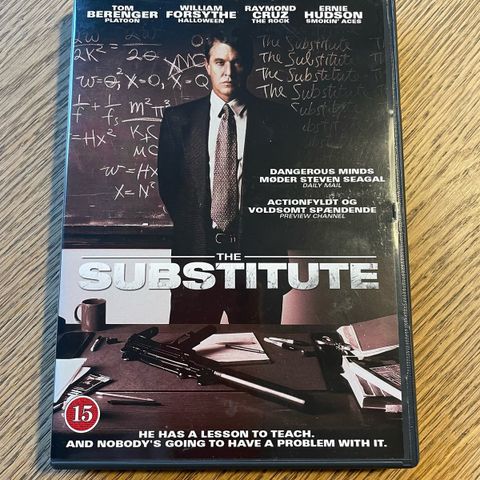 TOM WILLIAM RAYMOND ERNIE
BERENGER FORSYTHE CRUZ HUDSON
PLATOON HALLOWEEN THE ROCK SMOKIN' ACES
The Substitute
The Substitute
The Substitute
The Substitute
DANGEROUS MINDS
MØDER STEVEN SEAGAL
DAILY MAIL
ACTIONFYLDT OG
VOLDSOMT SPÆNDENDE
PREVIEW CHANNEL
THE
SUBSTITUTE
15
HE HAS A LESSON TO TEACH.
AND NOBODY'S GOING TO HAVE A PROBLEM WITH IT.